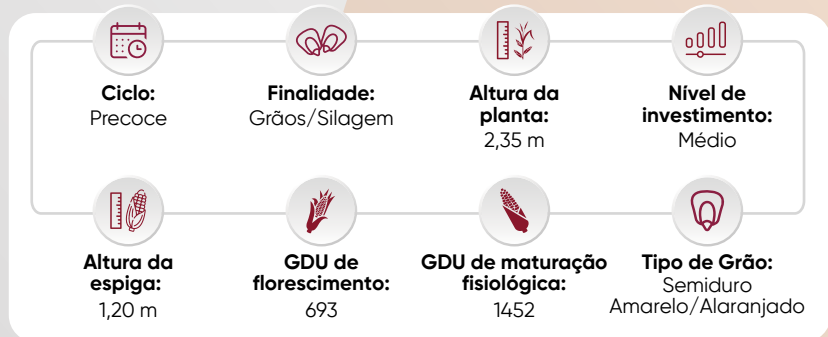 Ciclo:
Precoce
Finalidade:
Grãos/Silagem
Altura da
planta:
2,35 m
Nível de
investimento:
Médio
Altura da
espiga:
1,20 m
GDU de
florescimento:
693
GDU de maturação
fisiológica:
1452
Tipo de Grão:
Semiduro
Amarelo/Alaranjado